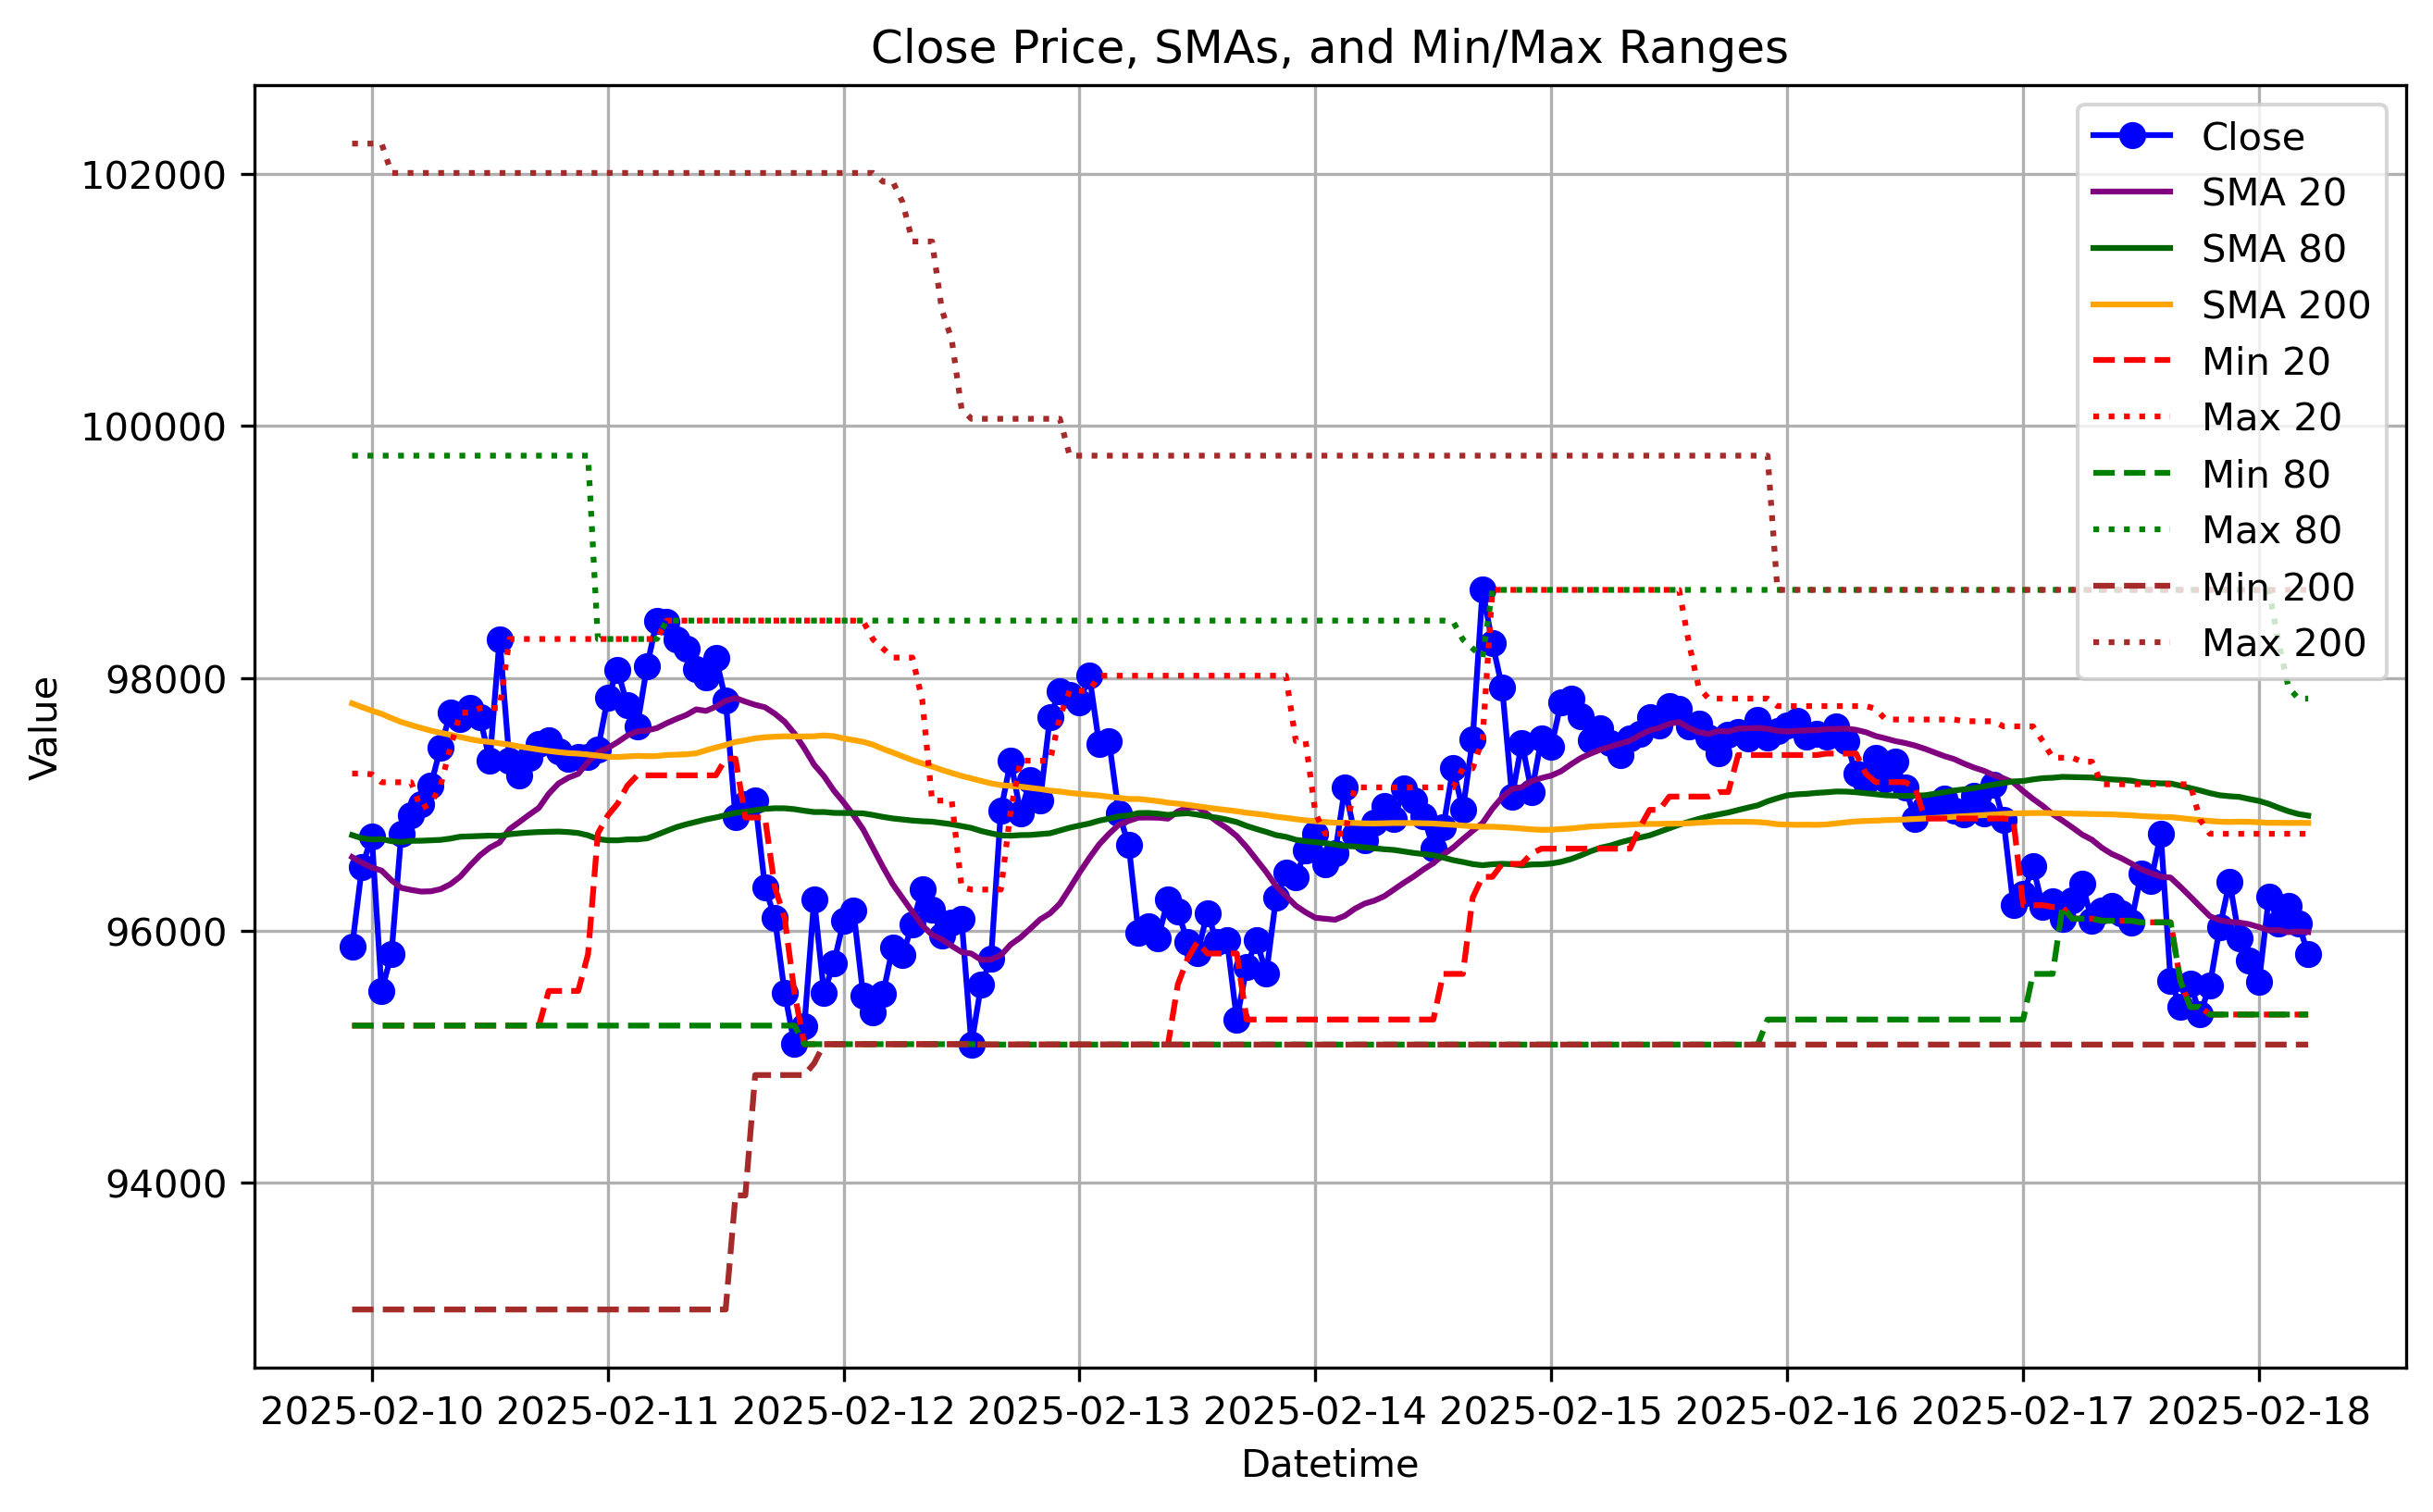 Close Price, SMAs, and Min/Max Ranges
Close
SMA 20
SMA 80
SMA 200
Min 20
Max 20
Min 80
Max 80
Min 200
Max 200
Value
102000
100000
98000
96000
94000
2025-02-10 2025-02-11 2025-02-12 2025-02-13 2025-02-14 2025-02-15 2025-02-16 2025-02-17 2025-02-18
Datetime